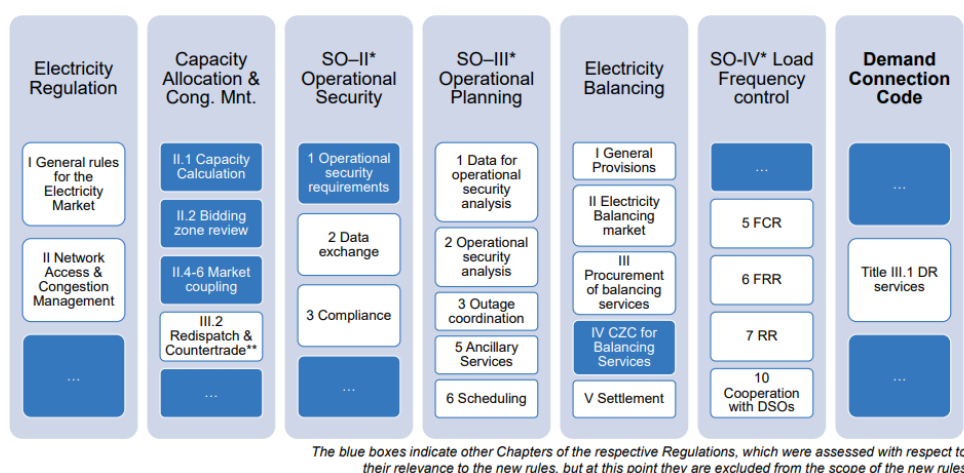 Electricity
Regulation
I General rules
for the
Electricity
Market
II Network
Access &
Congestion
Management
...
Capacity
Allocation &
Cong. Mnt.
II.1 Capacity
Calculation
II.2 Bidding
zone review
II.4-6 Market
coupling
III.2
Redispatch &
Countertrade**
...
SO–II*
Operational
Security
1 Operational
security
requirements
2 Data
exchange
3 Compliance
...
SO–III*
Operational
Planning
1 Data for
operational
security
analysis
2 Operational
security
analysis
3 Outage
coordination
5 Ancillary
Services
6 Scheduling
Electricity
Balancing
I General
Provisions
II Electricity
Balancing
market
III
Procurement
of balancing
services
IV CZC for
Balancing
Services
V Settlement
SO-IV* Load
Frequency
control
...
5 FCR
6 FRR
7 RR
10
Cooperation
with DSOs
Demand
Connection
Code
...
Title III.1 DR
services
...
The blue boxes indicate other Chapters of the respective Regulations, which were assessed with respect to
their relevance to the new rules, but at this point they are excluded from the scope of the new rules